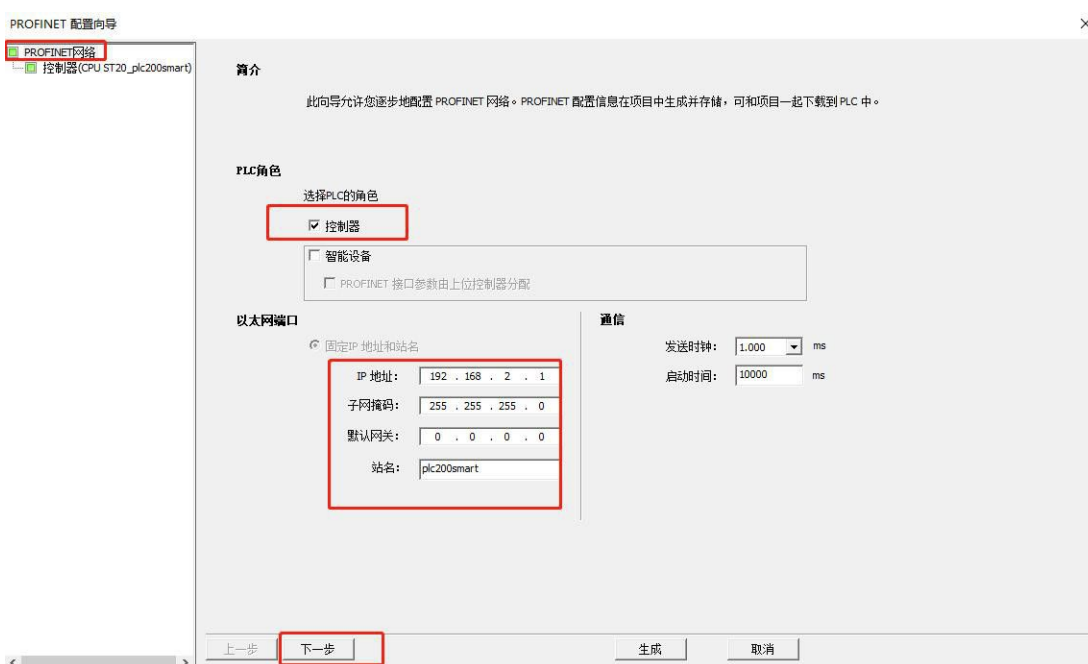 PROFINET 配置向导
PROFINET网络
控制器(CPU ST20_plc200smart)
简介
此向导允许您逐步地配置 PROFINET 网络。PROFINET 配置信息在项目中生成并存储，可和项目一起下载到 PLC 中。
PLC角色
选择PLC的角色
控制器
智能设备
PROFINET 接口参数由上位控制器分配
以太网端口
固定IP 地址和站名
IP 地址： 192 . 168 . 2 . 1
子网掩码： 255 . 255 . 255 . 0
默认网关： 0 . 0 . 0 . 0
站名： plc200smart
通信
发送时钟： 1.000 ms
启动时间： 10000 ms
上一步 下一步 生成 取消